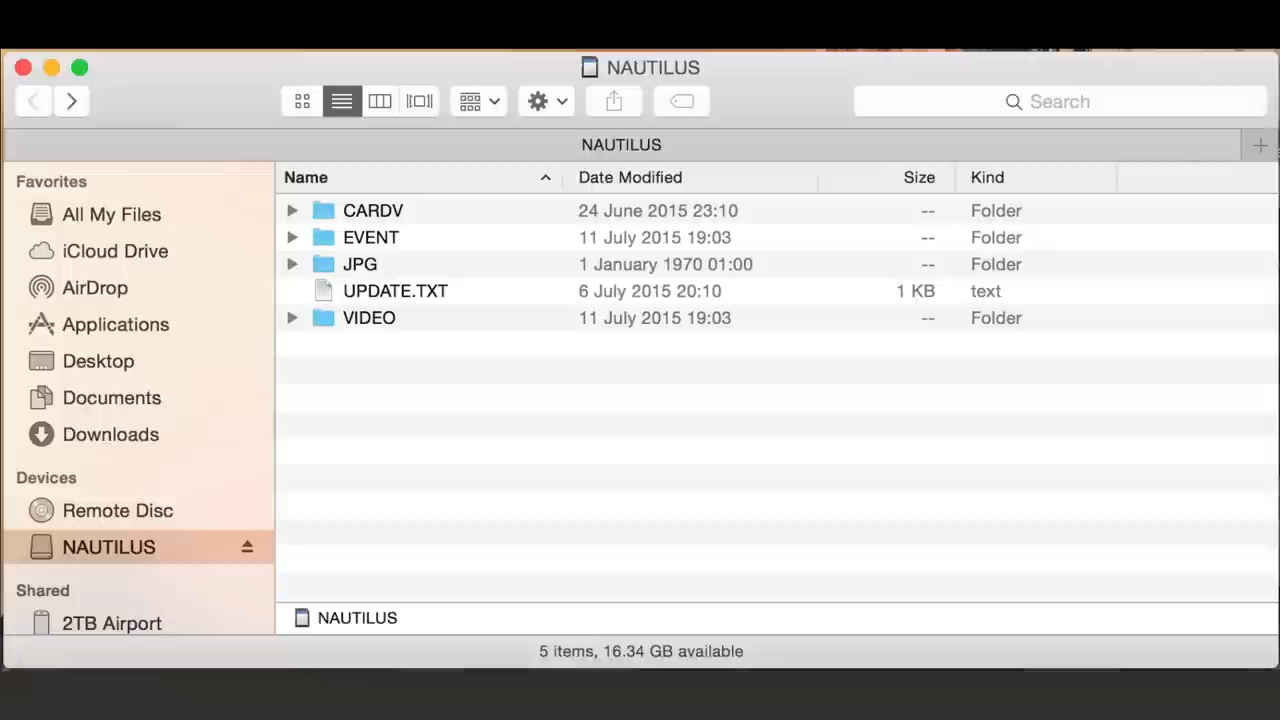 NAUTILUS
Search
NAUTILUS
Favorites
All My Files
iCloud Drive
AirDrop
Applications
Desktop
Documents
Downloads
Devices
Remote Disc
NAUTILUS
Shared
2TB Airport
Name Date Modified Size Kind
CARDV 24 June 2015 23:10 -- Folder
EVENT 11 July 2015 19:03 -- Folder
JPG 1 January 1970 01:00 -- Folder
UPDATE.TXT 6 July 2015 20:10 1 KB text
VIDEO 11 July 2015 19:03 -- Folder
NAUTILUS
5 items, 16.34 GB available